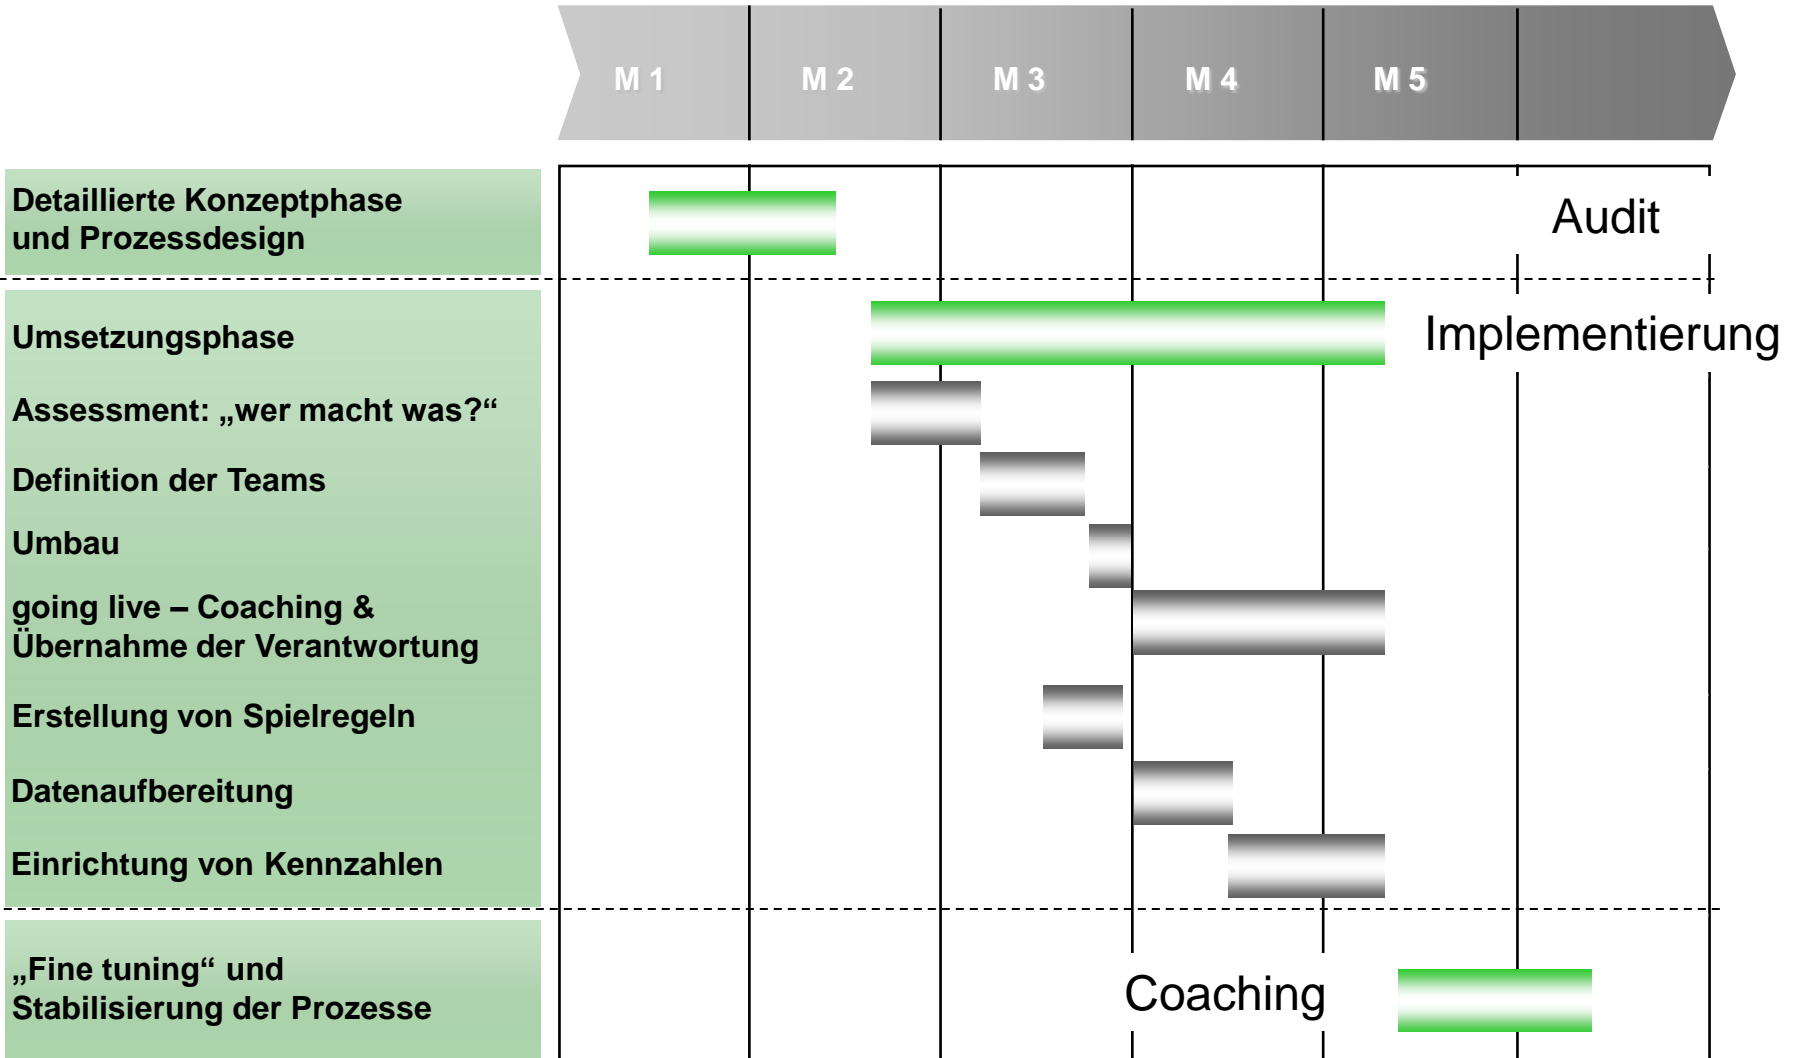 M 1
M 2
M 3
M 4
M 5
Detaillierte Konzeptphase
und Prozessdesign
Audit
Umsetzungsphase
Implementierung
Assessment: „wer macht was?“
Definition der Teams
Umbau
going live – Coaching &
Übernahme der Verantwortung
Erstellung von Spielregeln
Datenaufbereitung
Einrichtung von Kennzahlen
„Fine tuning“ und
Stabilisierung der Prozesse
Coaching